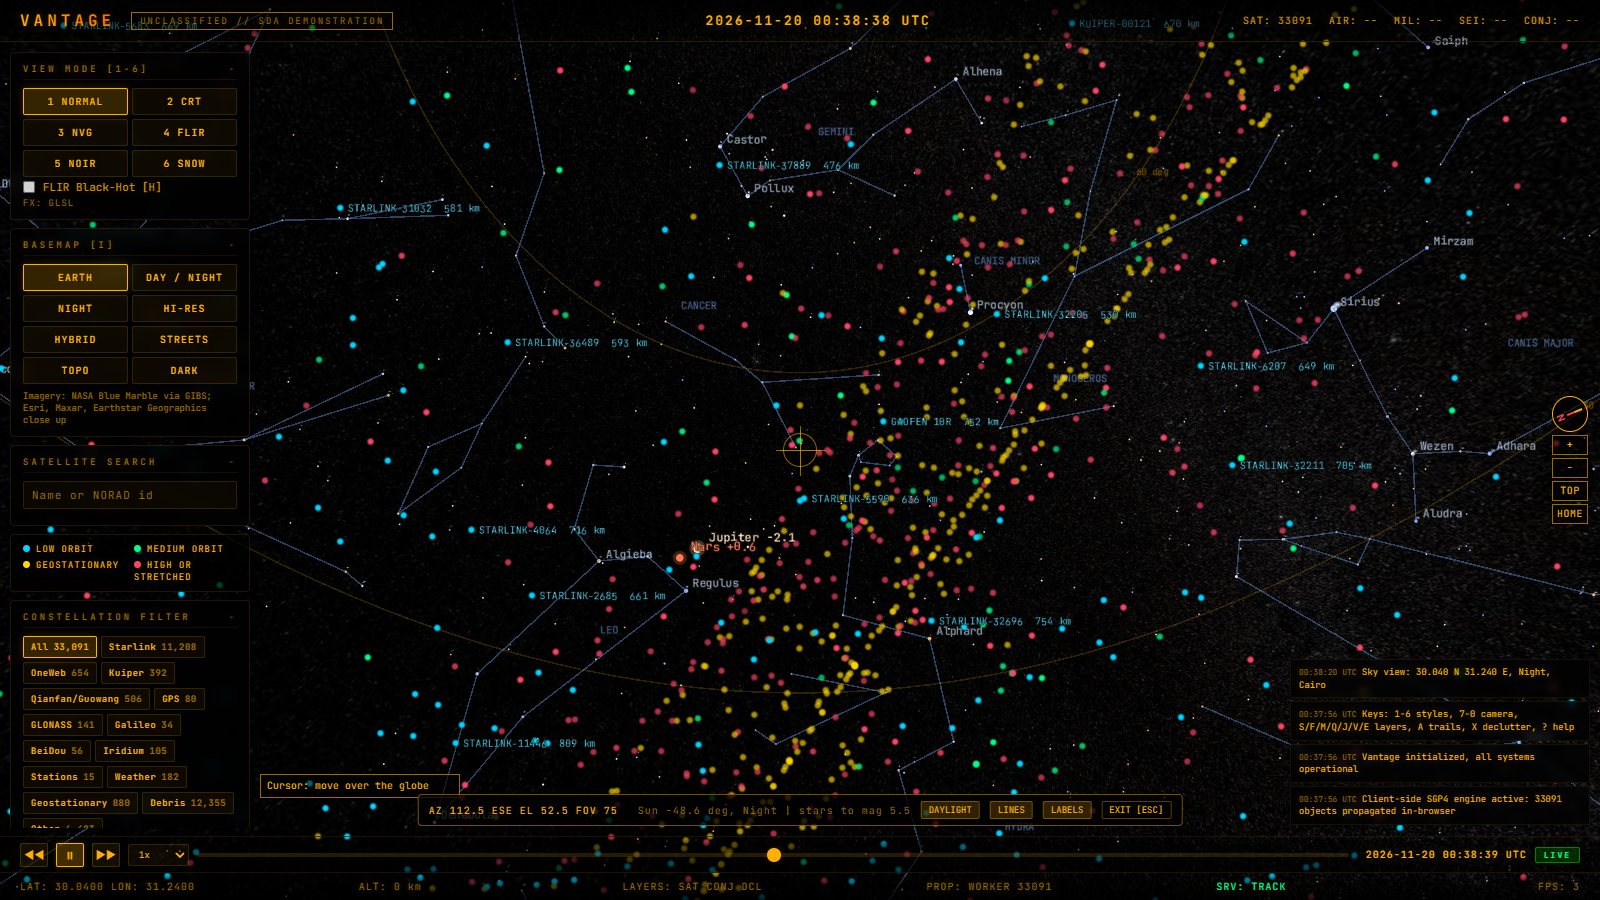 VANTAGE
UNCLASSIFIED // SDA DEMONSTRATION
2026-11-20 00:38:38 UTC
KUIPER-00121 670 km
SAT: 33091 AIR: -- MIL: -- SEI: -- CONJ: --
Saiph
VIEW MODE [1-6] -
1 NORMAL
2 CRT
3 NVG
4 FLIR
5 NOIR
6 SNOW
FLIR Black-Hot [H]
FX: GLSL
BASEMAP [I] -
EARTH
DAY / NIGHT
NIGHT
HI-RES
HYBRID
STREETS
TOPO
DARK
Imagery: NASA Blue Marble via GIBS;
Esri, Maxar, Earthstar Geographics
close up
SATELLITE SEARCH -
Name or NORAD id
LOW ORBIT
MEDIUM ORBIT
GEOSTATIONARY
HIGH OR
STRETCHED
CONSTELLATION FILTER -
All 33,091
Starlink 11,208
OneWeb 654
Kuiper 392
Qianfan/Guowang 506
GPS 80
GLONASS 141
Galileo 34
BeiDou 56
Iridium 105
Stations 15
Weather 182
Geostationary 880
Debris 12,355
Alhena
GEMINI
Castor
STARLINK-37889 476 km
Pollux
60 deg
STARLINK-31032 581 km
Mirzam
CANIS MINOR
CANCER
Procyon
STARLINK-32205 530 km
Sirius
STARLINK-36489 593 km
CANIS MAJOR
STARLINK-6207 649 km
MONOCEROS
GAOFEN 10R 752 km
Wezen
Adhara
STARLINK-32211 705 km
STARLINK-5590 636 km
Aludra
STARLINK-4064 716 km
Jupiter -2.1
Mars +0.6
Algieba
Regulus
STARLINK-2685 661 km
LEO
STARLINK-32696 754 km
Alphard
809 km
HYDRA
N
+
-
TOP
HOME
00:38:20 UTC Sky view: 30.040 N 31.240 E, Night,
Cairo
00:37:56 UTC Keys: 1-6 styles, 7-0 camera,
S/F/M/Q/J/V/E layers, A trails, X declutter, ? help
00:37:56 UTC Vantage initialized, all systems
operational
00:37:56 UTC Client-side SGP4 engine active: 33091
objects propagated in-browser
Cursor: move over the globe
AZ 112.5 ESE EL 52.5 FOV 75
Sun -48.6 deg, Night | stars to mag 5.5
DAYLIGHT
LINES
LABELS
EXIT [ESC]
1x
2026-11-20 00:38:39 UTC
LIVE
LAT: 30.0400 LON: 31.2400
ALT: 0 km
LAYERS: SAT CONJ DCL
PROP: WORKER 33091
SRV: TRACK
FPS: 3